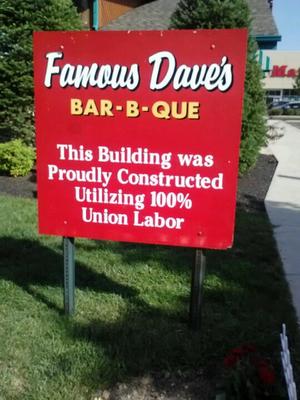 Famous Dave's
BAR-B-QUE
This Building was
Proudly Constructed
Utilizing 100%
Union Labor